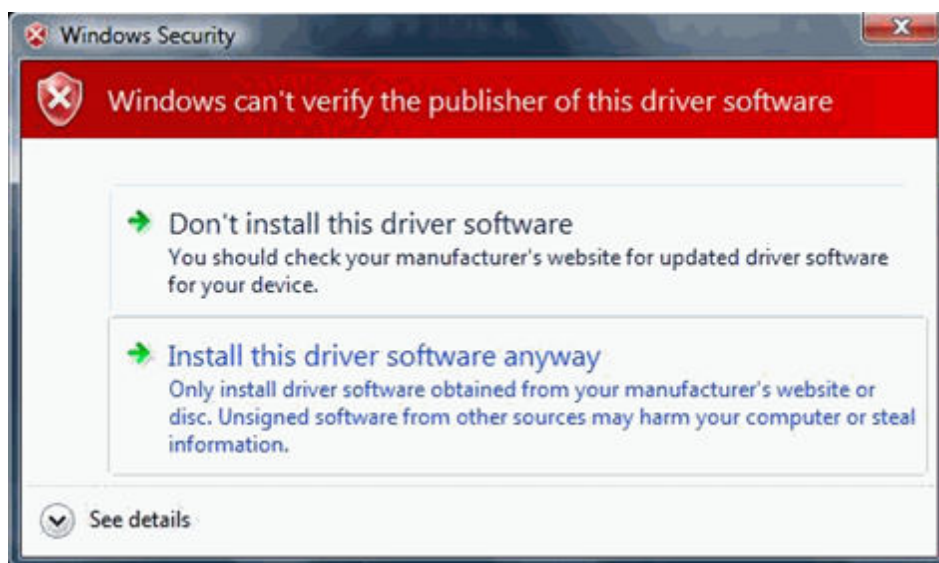 Windows Security
Windows can't verify the publisher of this driver software
Don't install this driver software
You should check your manufacturer's website for updated driver software
for your device.
Install this driver software anyway
Only install driver software obtained from your manufacturer's website or
disc. Unsigned software from other sources may harm your computer or steal
information.
See details